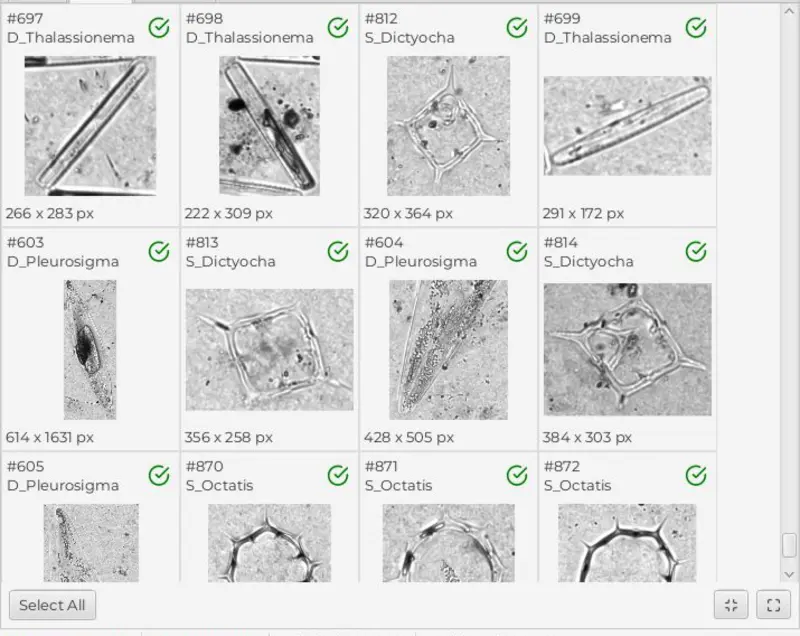 #697
D_Thalassionema
266 x 283 px
#698
D_Thalassionema
222 x 309 px
#812
S_Dictyocha
320 x 364 px
#699
D_Thalassionema
291 x 172 px
#603
D_Pleurosigma
614 x 1631 px
#813
S_Dictyocha
356 x 258 px
#604
D_Pleurosigma
428 x 505 px
#814
S_Dictyocha
384 x 303 px
#605
D_Pleurosigma
#870
S_Octatis
#871
S_Octatis
#872
S_Octatis
Select All